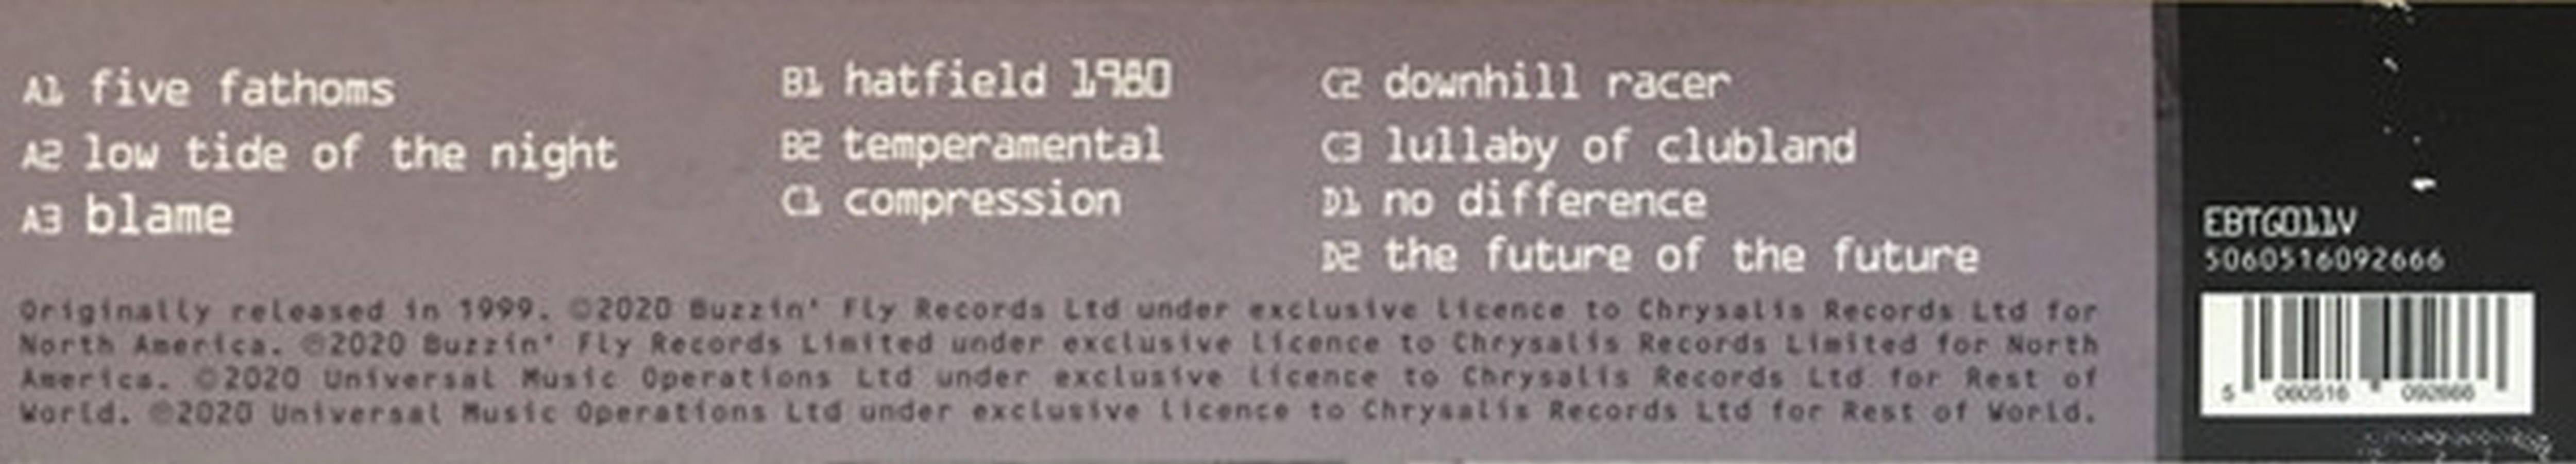 A1 five fathoms
A2 low tide of the night
A3 blame
B1 hatfield 1980
B2 temperamental
C1 compression
C2 downhill racer
C3 lullaby of clubland
D1 no difference
D2 the future of the future
Originally released in 1999. ©2020 Buzzin' Fly Records Ltd under exclusive licence to Chrysalis Records Ltd for
North America. ℗2020 Buzzin' Fly Records Limited under exclusive licence to Chrysalis Records Limited for North
America. ©2020 Universal Music Operations Ltd under exclusive licence to Chrysalis Records Ltd for Rest of
World. ℗2020 Universal Music Operations Ltd under exclusive licence to Chrysalis Records Ltd for Rest of World.
EBTG011V
5060516092666
5 060516 092666